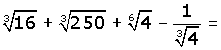 ∛16 + ∛250 + ⁶√4 − 1/∛4 =